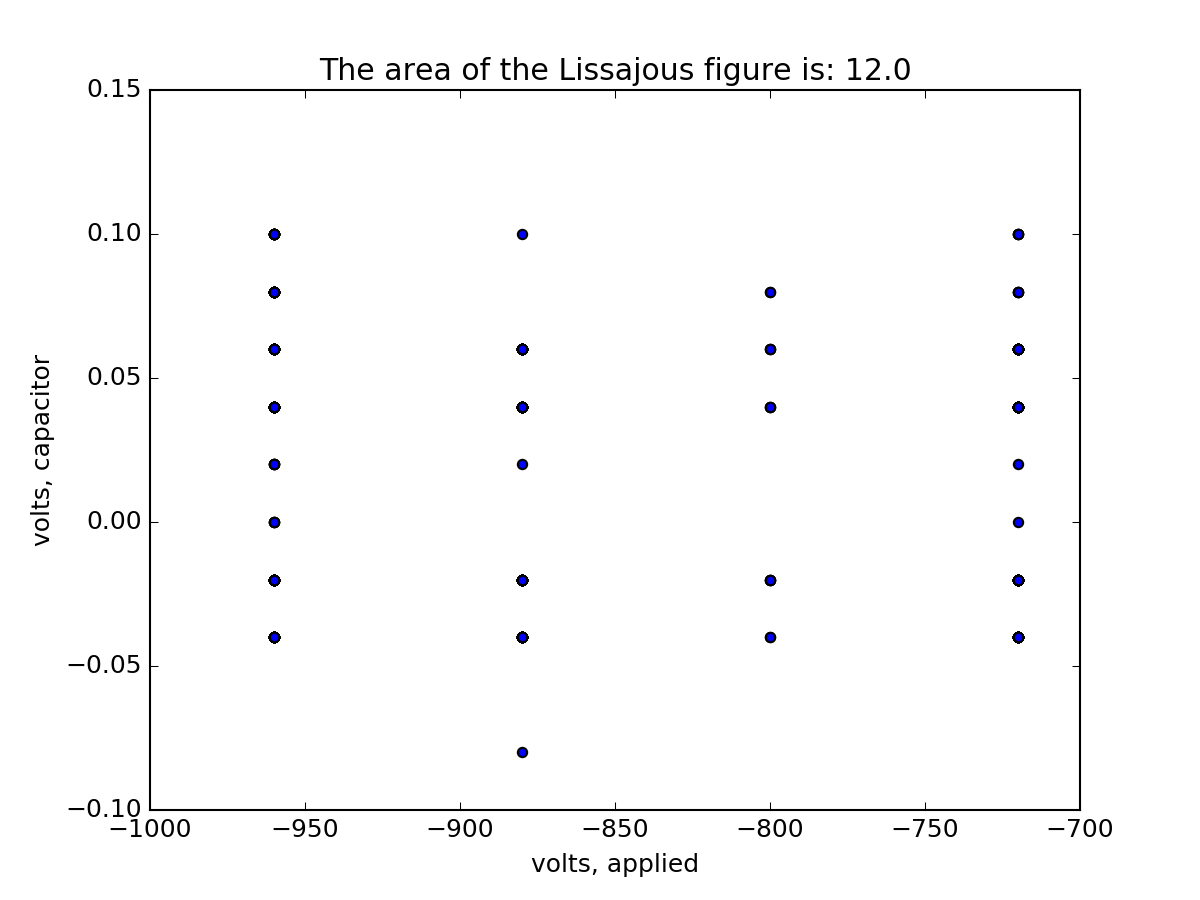 The area of the Lissajous figure is: 12.0
0.15
0.10
0.05
0.00
−0.05
−0.10
volts, capacitor
−1000 −950 −900 −850 −800 −750 −700
volts, applied